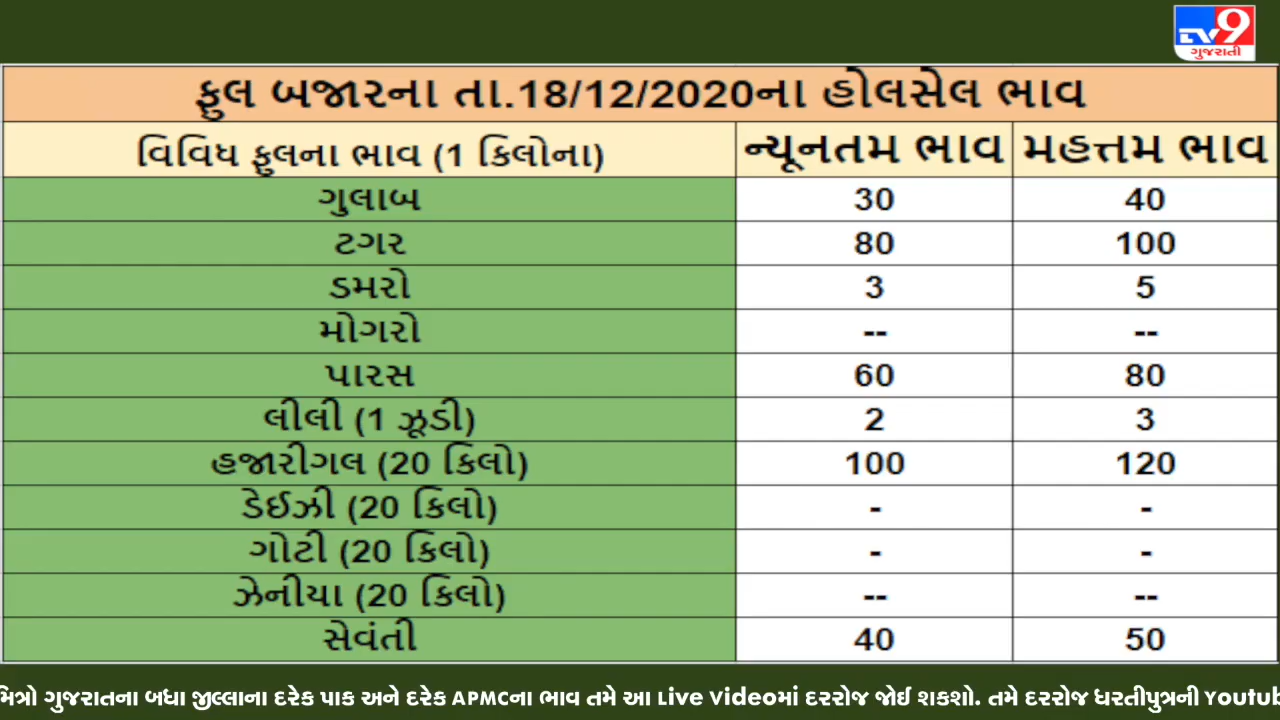 TV9
ગુજરાતી
ફુલ બજારના તા.18/12/2020ના હોલસેલ ભાવ
વિવિધ ફુલના ભાવ (1 કિલોના) ન્યૂનતમ ભાવ મહત્તમ ભાવ
ગુલાબ 30 40
ટગર 80 100
ડમરો 3 5
મોગરો -- --
પારસ 60 80
લીલી (1 ઝૂડી) 2 3
હજારીગલ (20 કિલો) 100 120
ડેઈઝી (20 કિલો) - -
ગોટી (20 કિલો) - -
ઝેનીયા (20 કિલો) -- --
સેવંતી 40 50
મિત્રો ગુજરાતના બધા જીલ્લાના દરેક પાક અને દરેક APMCના ભાવ તમે આ Live Videoમાં દરરોજ જોઈ શકશો. તમે દરરોજ ધરતીપુત્રની Youtub